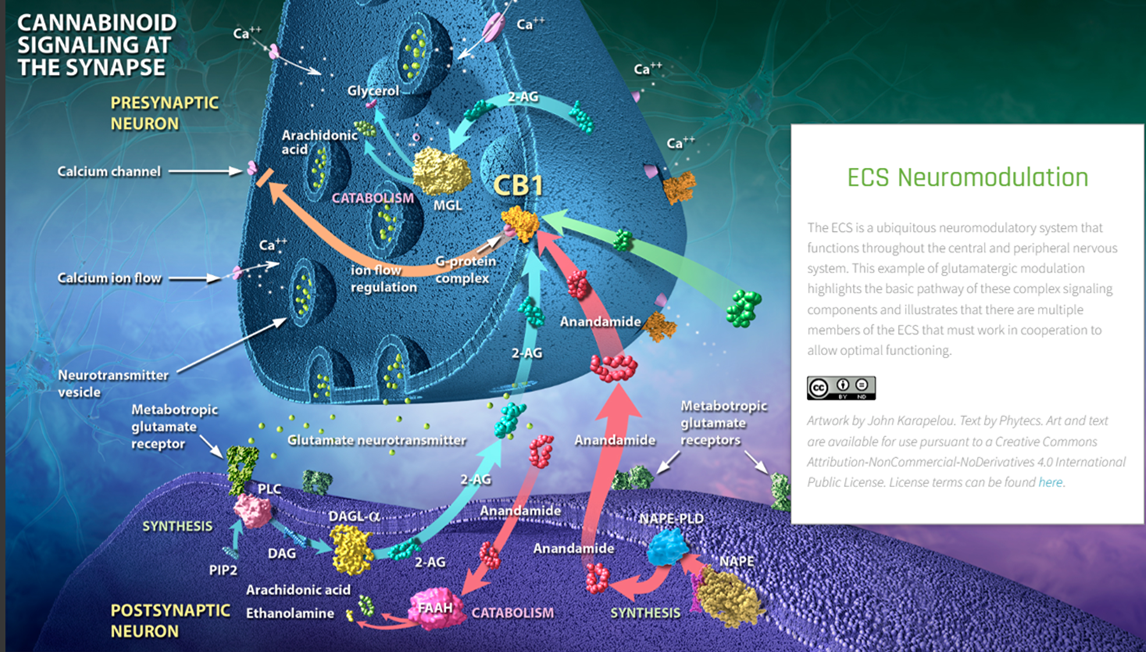 CANNABINOID
SIGNALING AT
THE SYNAPSE
PRESYNAPTIC
NEURON
Ca++
Ca++
Ca++
Ca++
Glycerol
2-AG
Arachidonic
acid
Calcium channel
CATABOLISM
MGL
CB1
Ca++
Calcium ion flow
ion flow
regulation
G-protein
complex
Anandamide
2-AG
Neurotransmitter
vesicle
Metabotropic
glutamate
receptor
Glutamate neurotransmitter
Anandamide
Metabotropic
glutamate
receptors
2-AG
PLC
SYNTHESIS
DAGL-α
Anandamide
NAPE-PLD
DAG
2-AG
Anandamide
NAPE
PIP2
Arachidonic acid
Ethanolamine
FAAH
CATABOLISM
SYNTHESIS
POSTSYNAPTIC
NEURON
ECS Neuromodulation
The ECS is a ubiquitous neuromodulatory system that
functions throughout the central and peripheral nervous
system. This example of glutamatergic modulation
highlights the basic pathway of these complex signaling
components and illustrates that there are multiple
members of the ECS that must work in cooperation to
allow optimal functioning.
cc BY ND
Artwork by John Karapelou. Text by Phytecs. Art and text
are available for use pursuant to a Creative Commons
Attribution-NonCommercial-NoDerivatives 4.0 International
Public License. License terms can be found here.